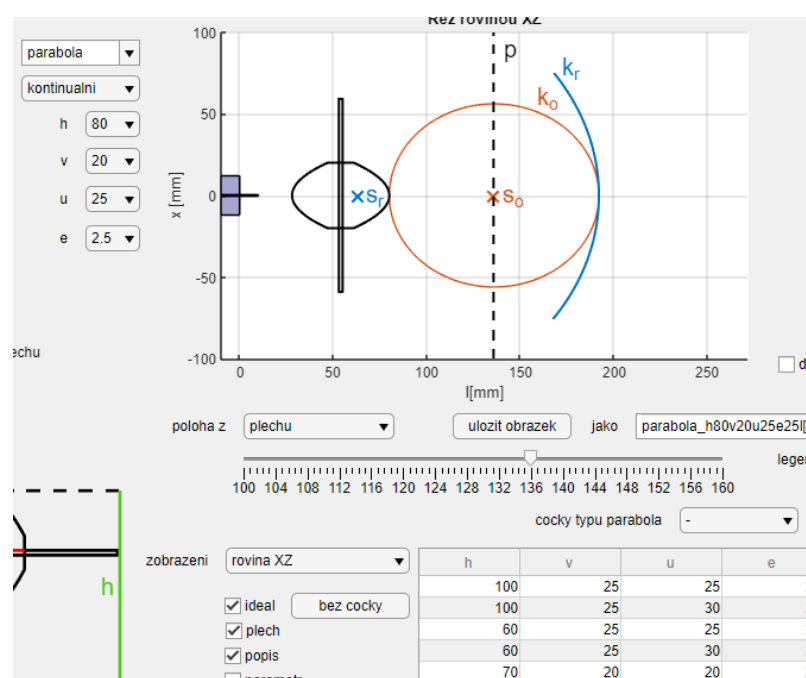 Řez rovinou XZ
parabola
kontinualni
h 80
v 20
u 25
e 2.5
echu
100
50
0
-50
-100
x [mm]
p
k_r
k_o
s_r
s_o
0 50 100 150 200 250
l[mm]
d
poloha z plechu ulozit obrazek jako parabola_h80v20u25e25l[
legen
100 104 108 112 116 120 124 128 132 136 140 144 148 152 156 160
cocky typu parabola -
zobrazeni rovina XZ
h
ideal bez cocky
plech
popis
h v u e
100 25 25
100 25 30
60 25 25
60 25 30
70 20 20